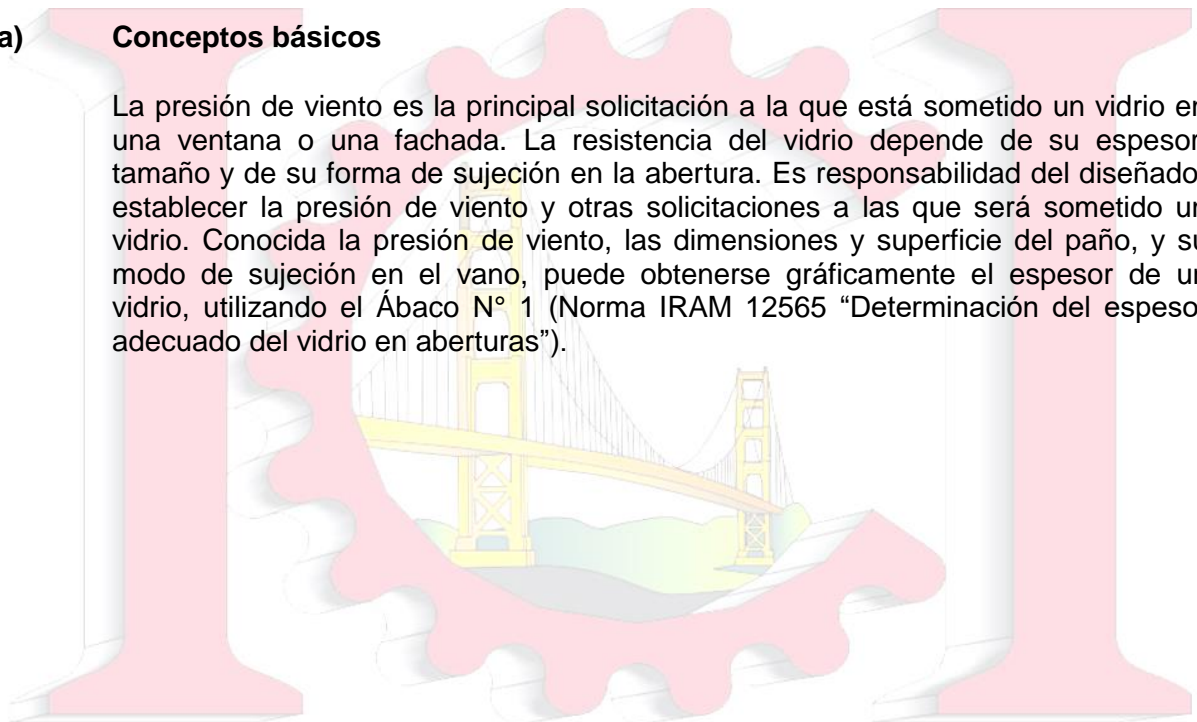 a) Conceptos básicos
La presión de viento es la principal solicitación a la que está sometido un vidrio en
una ventana o una fachada. La resistencia del vidrio depende de su espesor
tamaño y de su forma de sujeción en la abertura. Es responsabilidad del diseñado
establecer la presión de viento y otras solicitaciones a las que será sometido un
vidrio. Conocida la presión de viento, las dimensiones y superficie del paño, y su
modo de sujeción en el vano, puede obtenerse gráficamente el espesor de un
vidrio, utilizando el Ábaco N° 1 (Norma IRAM 12565 “Determinación del espeso
adecuado del vidrio en aberturas”).